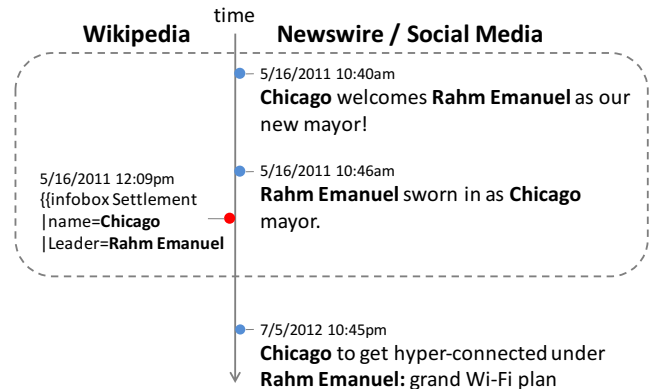 time
Wikipedia
Newswire / Social Media
5/16/2011 10:40am
Chicago welcomes Rahm Emanuel as our
new mayor!
5/16/2011 10:46am
Rahm Emanuel sworn in as Chicago
mayor.
5/16/2011 12:09pm
{{infobox Settlement
|name=Chicago
|Leader=Rahm Emanuel
7/5/2012 10:45pm
Chicago to get hyper-connected under
Rahm Emanuel: grand Wi-Fi plan